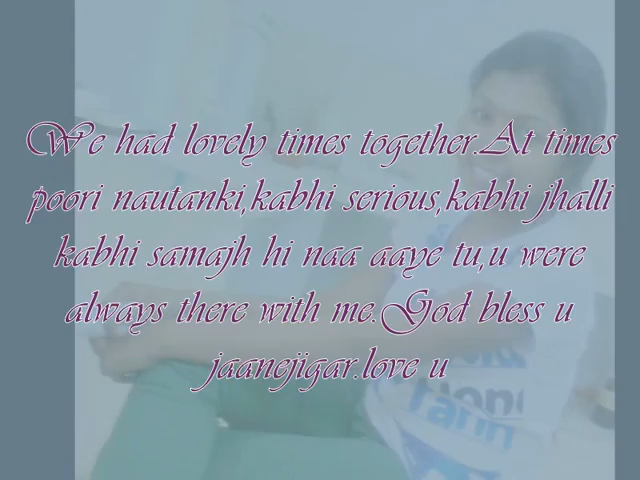 We had lovely times together.At times
poori nautanki,kabhi serious,kabhi jhalli
kabhi samajh hi naa aaye tu,u were
always there with me.God bless u
jaanejigar.love u